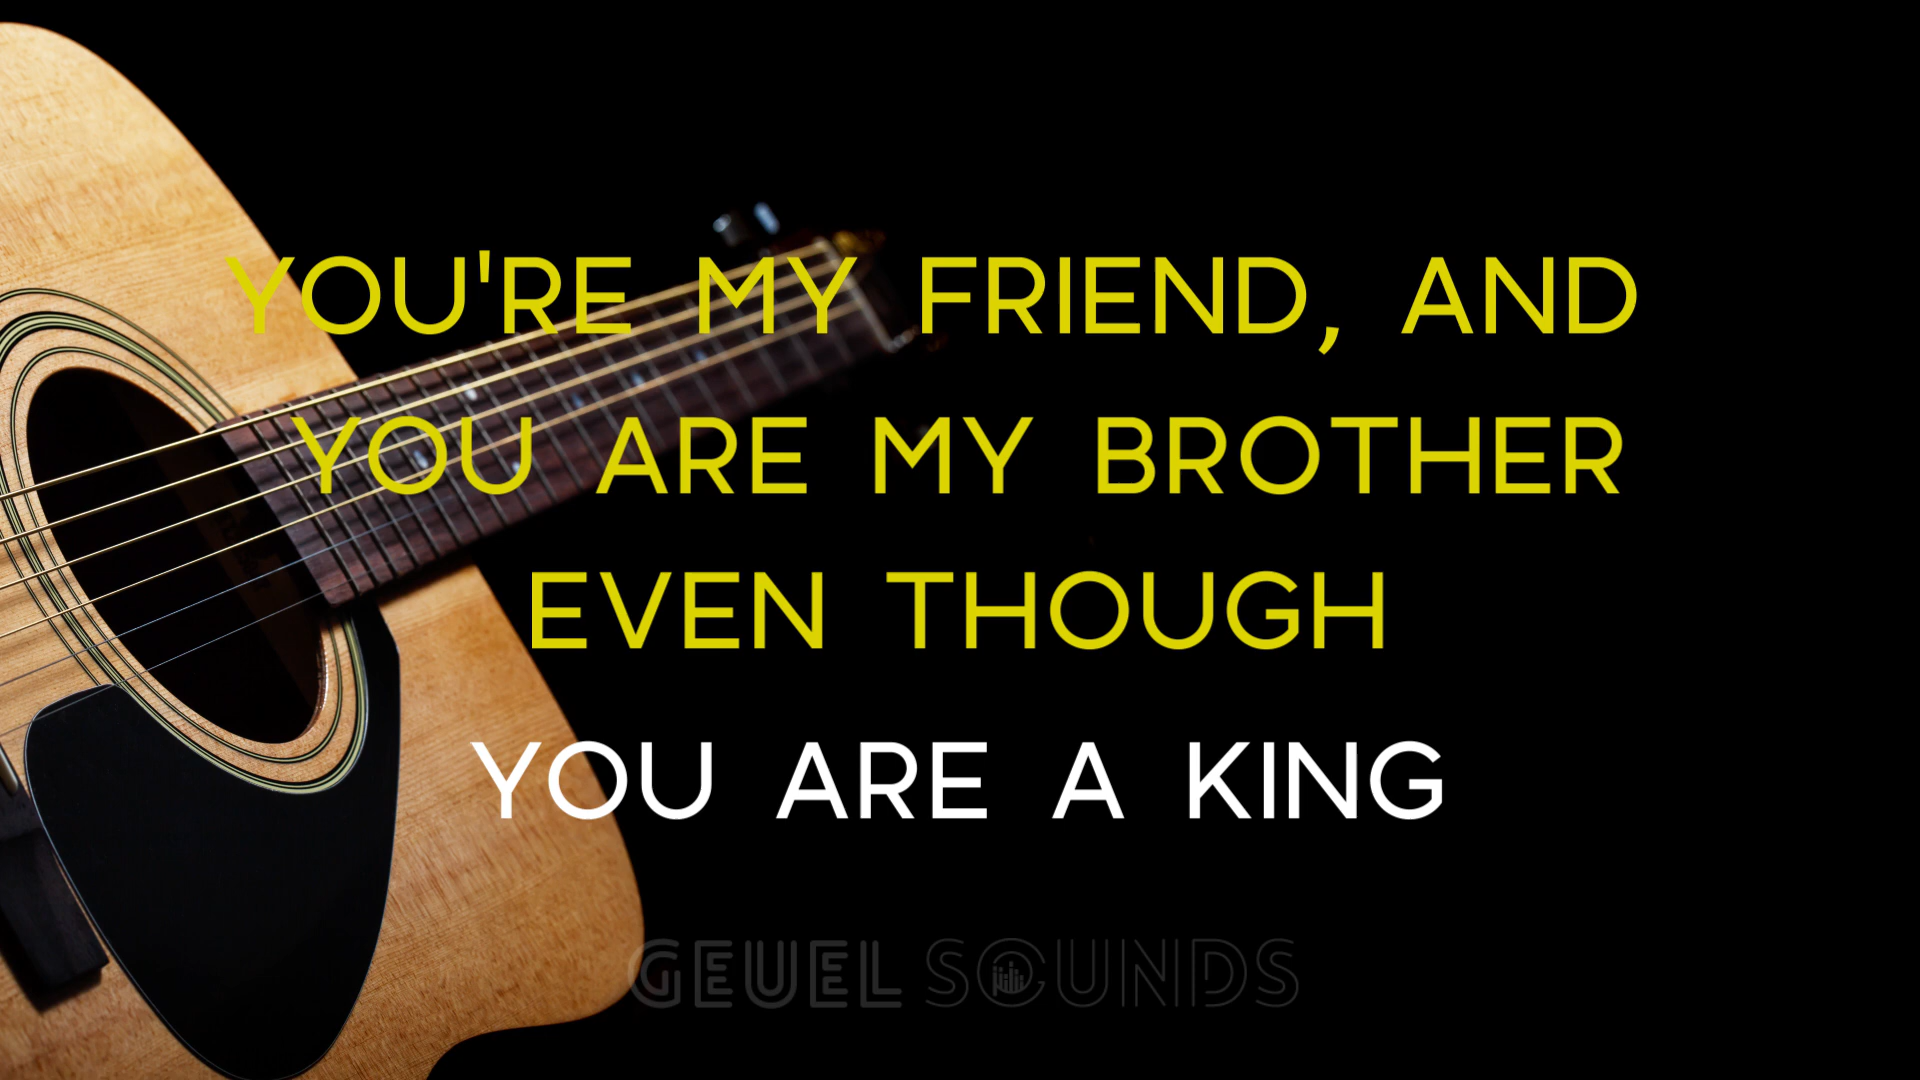 YOU'RE MY FRIEND, AND
YOU ARE MY BROTHER
EVEN THOUGH
YOU ARE A KING
GEUEL SOUNDS